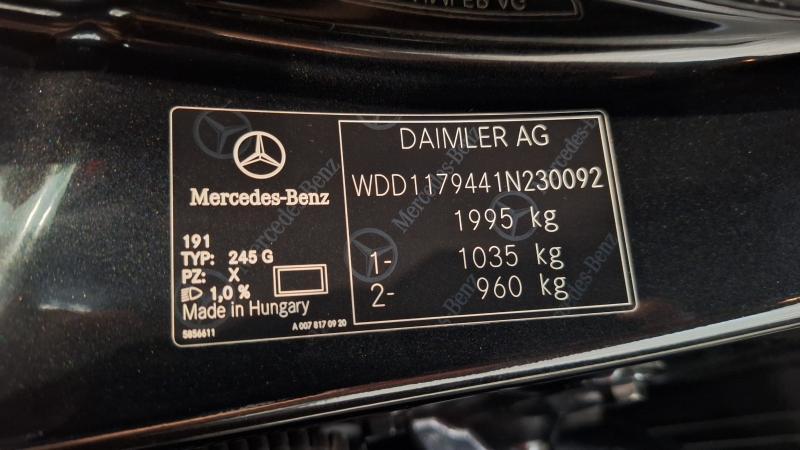 Mercedes-Benz
191
TYP: 245 G
PZ: X
1,0 %
Made in Hungary
5856611
A 007 817 09 20
DAIMLER AG
WDD1179441N230092
1995 kg
1- 1035 kg
2- 960 kg